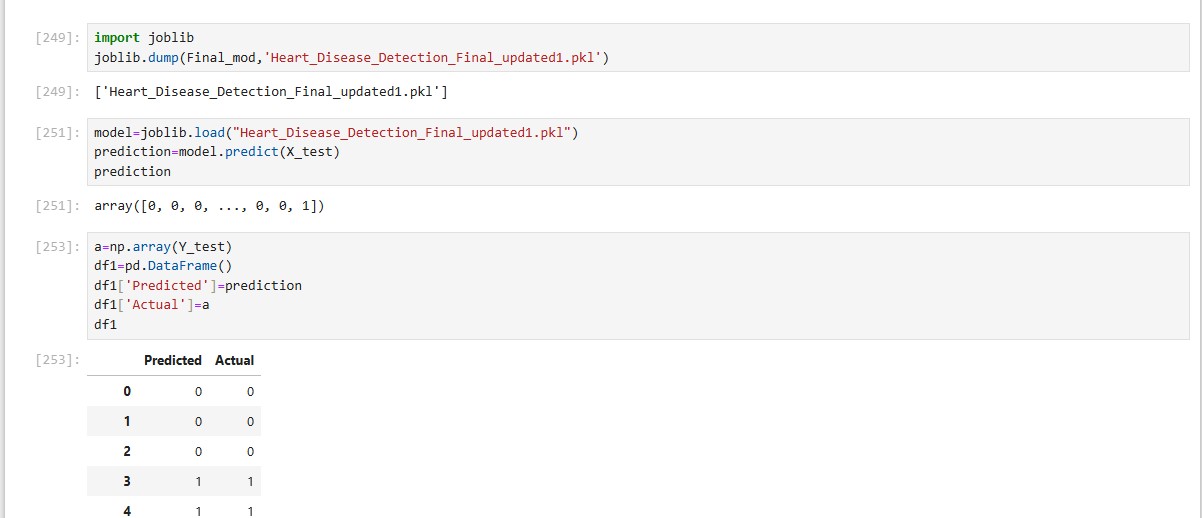 [249]: import joblib
joblib.dump(Final_mod,'Heart_Disease_Detection_Final_updated1.pkl')
[249]: ['Heart_Disease_Detection_Final_updated1.pkl']
[251]: model=joblib.load("Heart_Disease_Detection_Final_updated1.pkl")
prediction=model.predict(X_test)
prediction
[251]: array([0, 0, 0, ..., 0, 0, 1])
[253]: a=np.array(Y_test)
df1=pd.DataFrame()
df1['Predicted']=prediction
df1['Actual']=a
df1
[253]: Predicted Actual
0 0 0
1 0 0
2 0 0
3 1 1
4 1 1